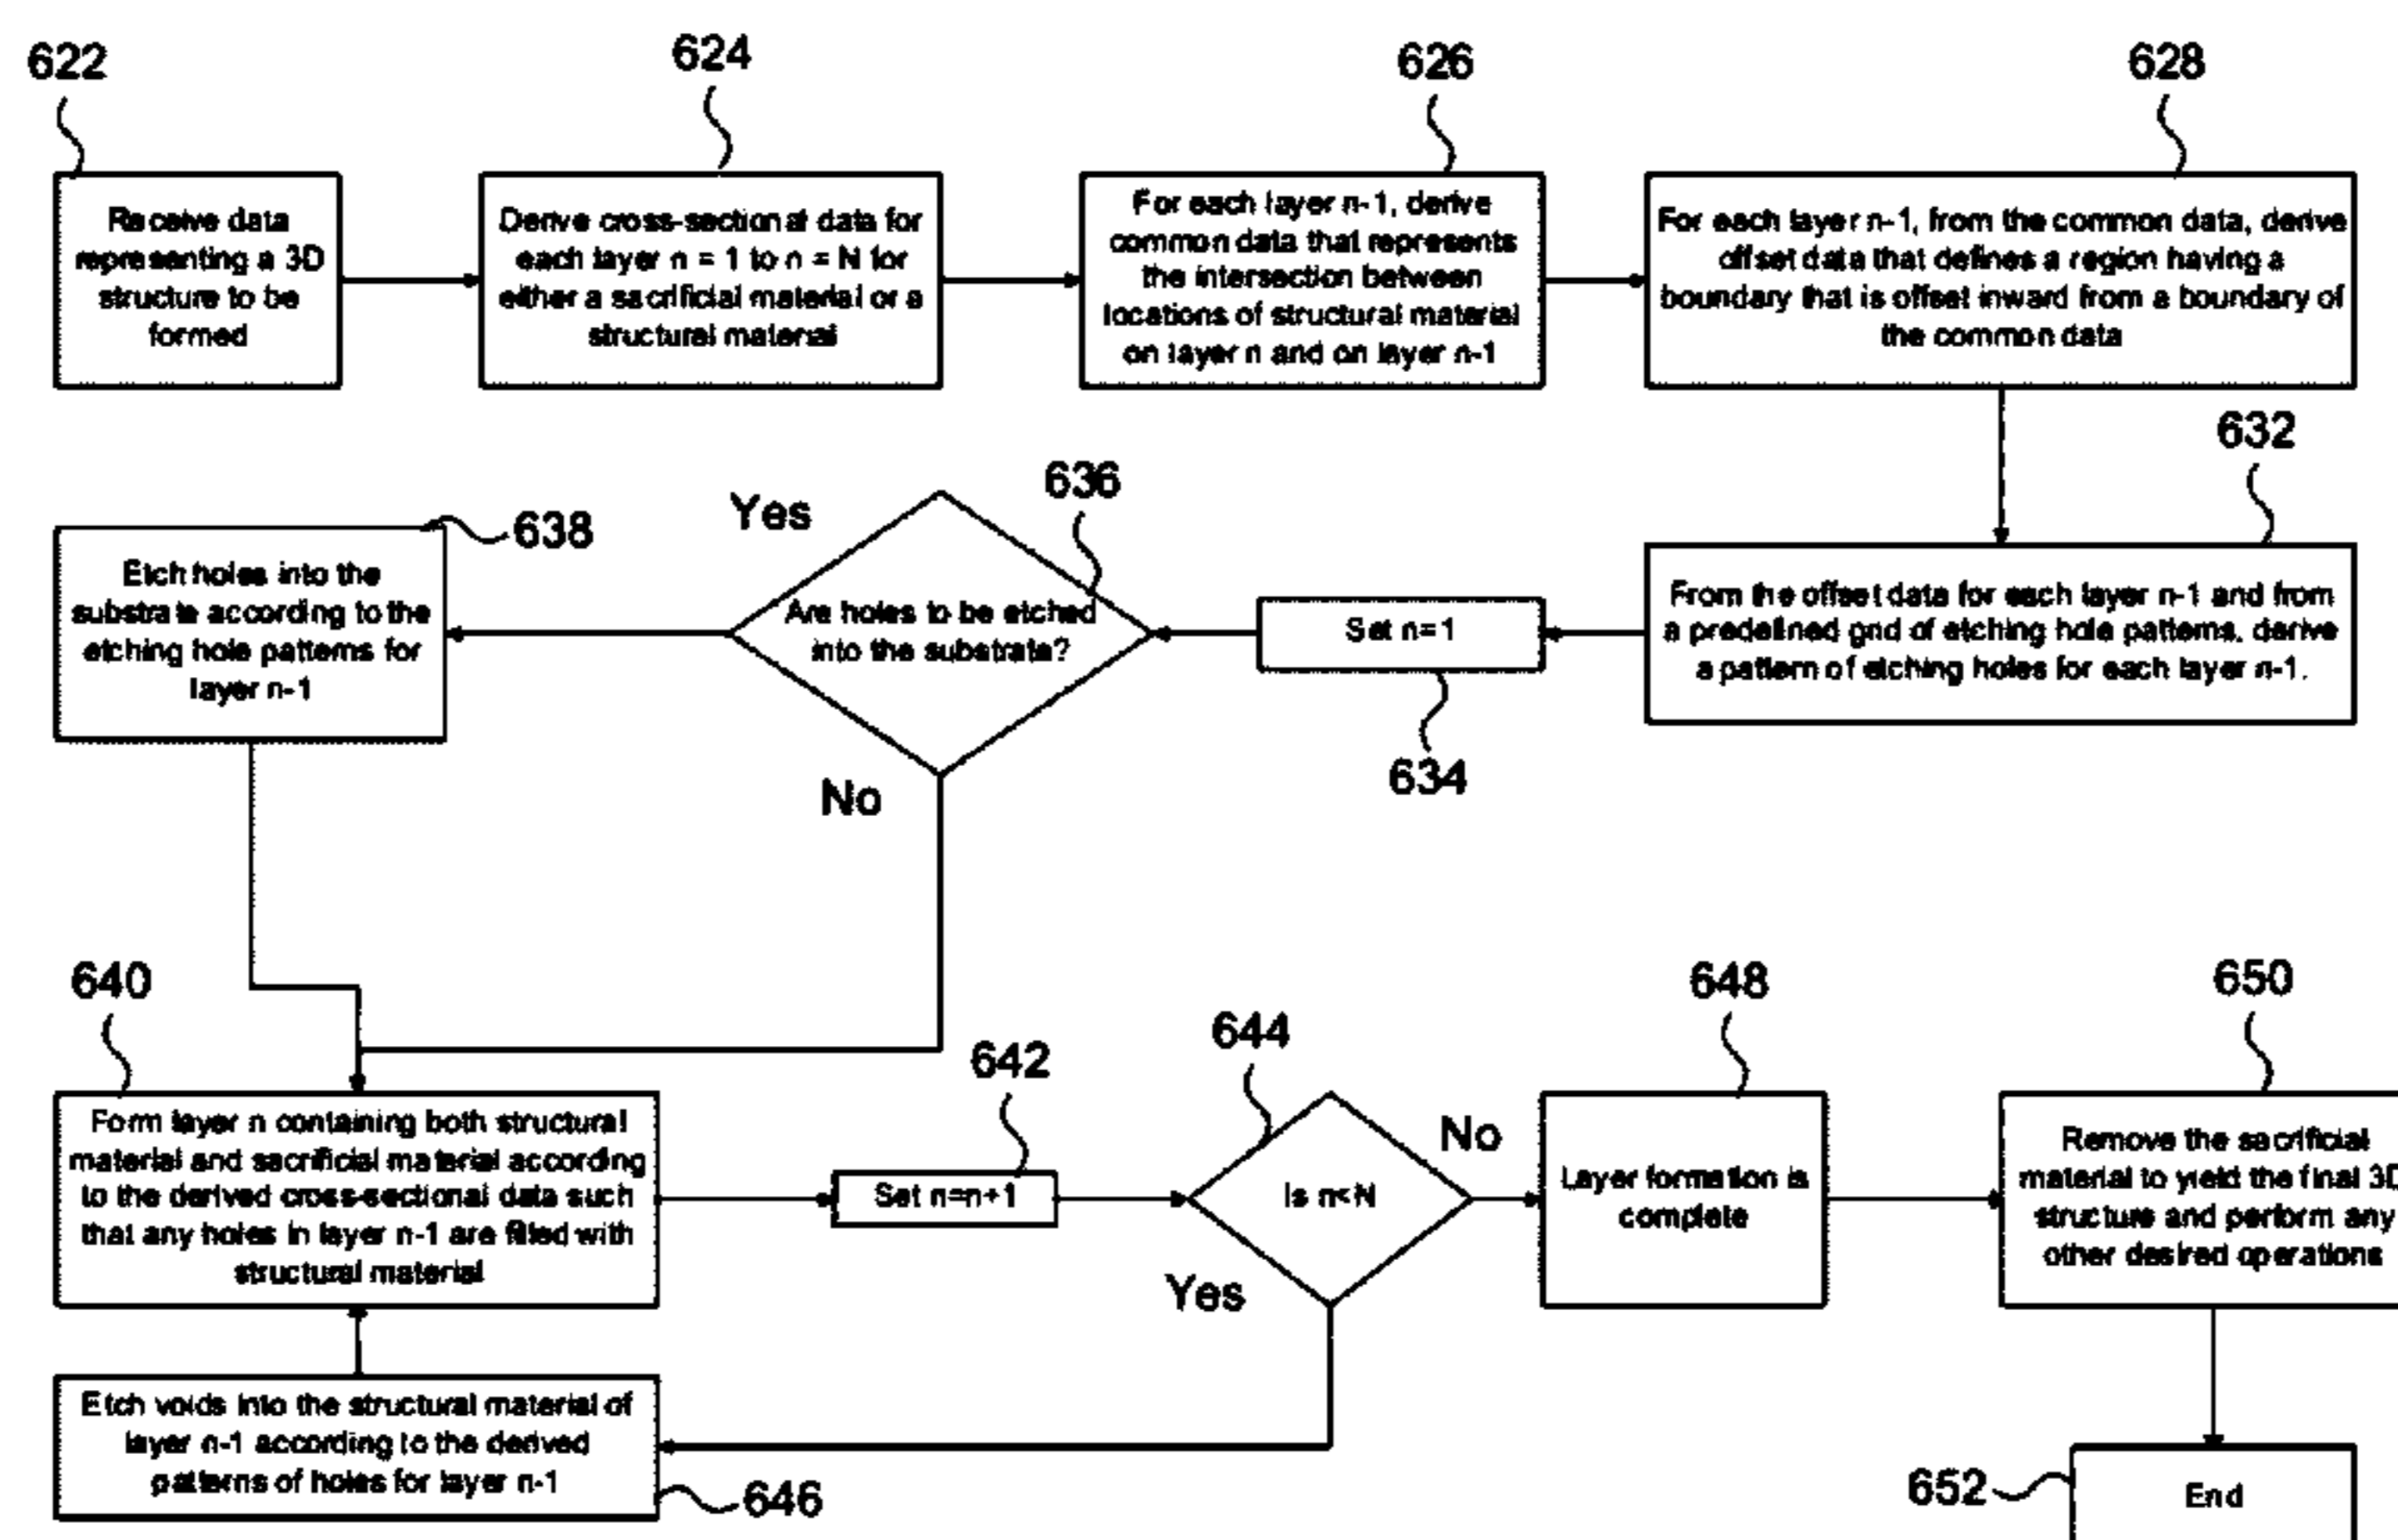 622
Receive data
representing a 3D
structure to be
formed
624
Derive cross-sectional data for
each layer n = 1 to n = N for
either a sacrificial material or a
structural material
626
For each layer n-1, derive
common data that represents
the intersection between
locations of structural material
on layer n and on layer n-1
628
For each layer n-1, from the common data, derive
offset data that defines a region having a
boundary that is offset inward from a boundary of
the common data
632
From the offset data for each layer n-1 and from
a predefined grid of etching hole patterns, derive
a pattern of etching holes for each layer n-1.
Set n=1
634
636
Are holes to be etched
into the substrate?
Yes
No
638
Etch holes into the
substrate according to the
etching hole patterns for
layer n-1
640
Form layer n containing both structural
material and sacrificial material according
to the derived cross-sectional data such
that any holes in layer n-1 are filled with
structural material
642
Set n=n+1
644
Is n<N
No
Yes
646
Etch voids into the structural material of
layer n-1 according to the derived
patterns of holes for layer n-1
648
Layer formation is
complete
650
Remove the sacrificial
material to yield the final 3D
structure and perform any
other desired operations
652
End